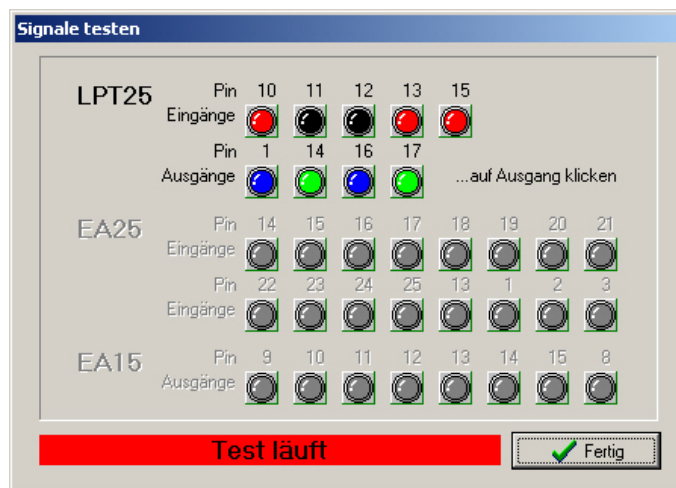 Signale testen
LPT25 Pin 10 11 12 13 15
Eingänge
Pin 1 14 16 17
Ausgänge ...auf Ausgang klicken
EA25 Pin 14 15 16 17 18 19 20 21
Eingänge
Pin 22 23 24 25 13 1 2 3
Eingänge
EA15 Pin 9 10 11 12 13 14 15 8
Ausgänge
Test läuft Fertig